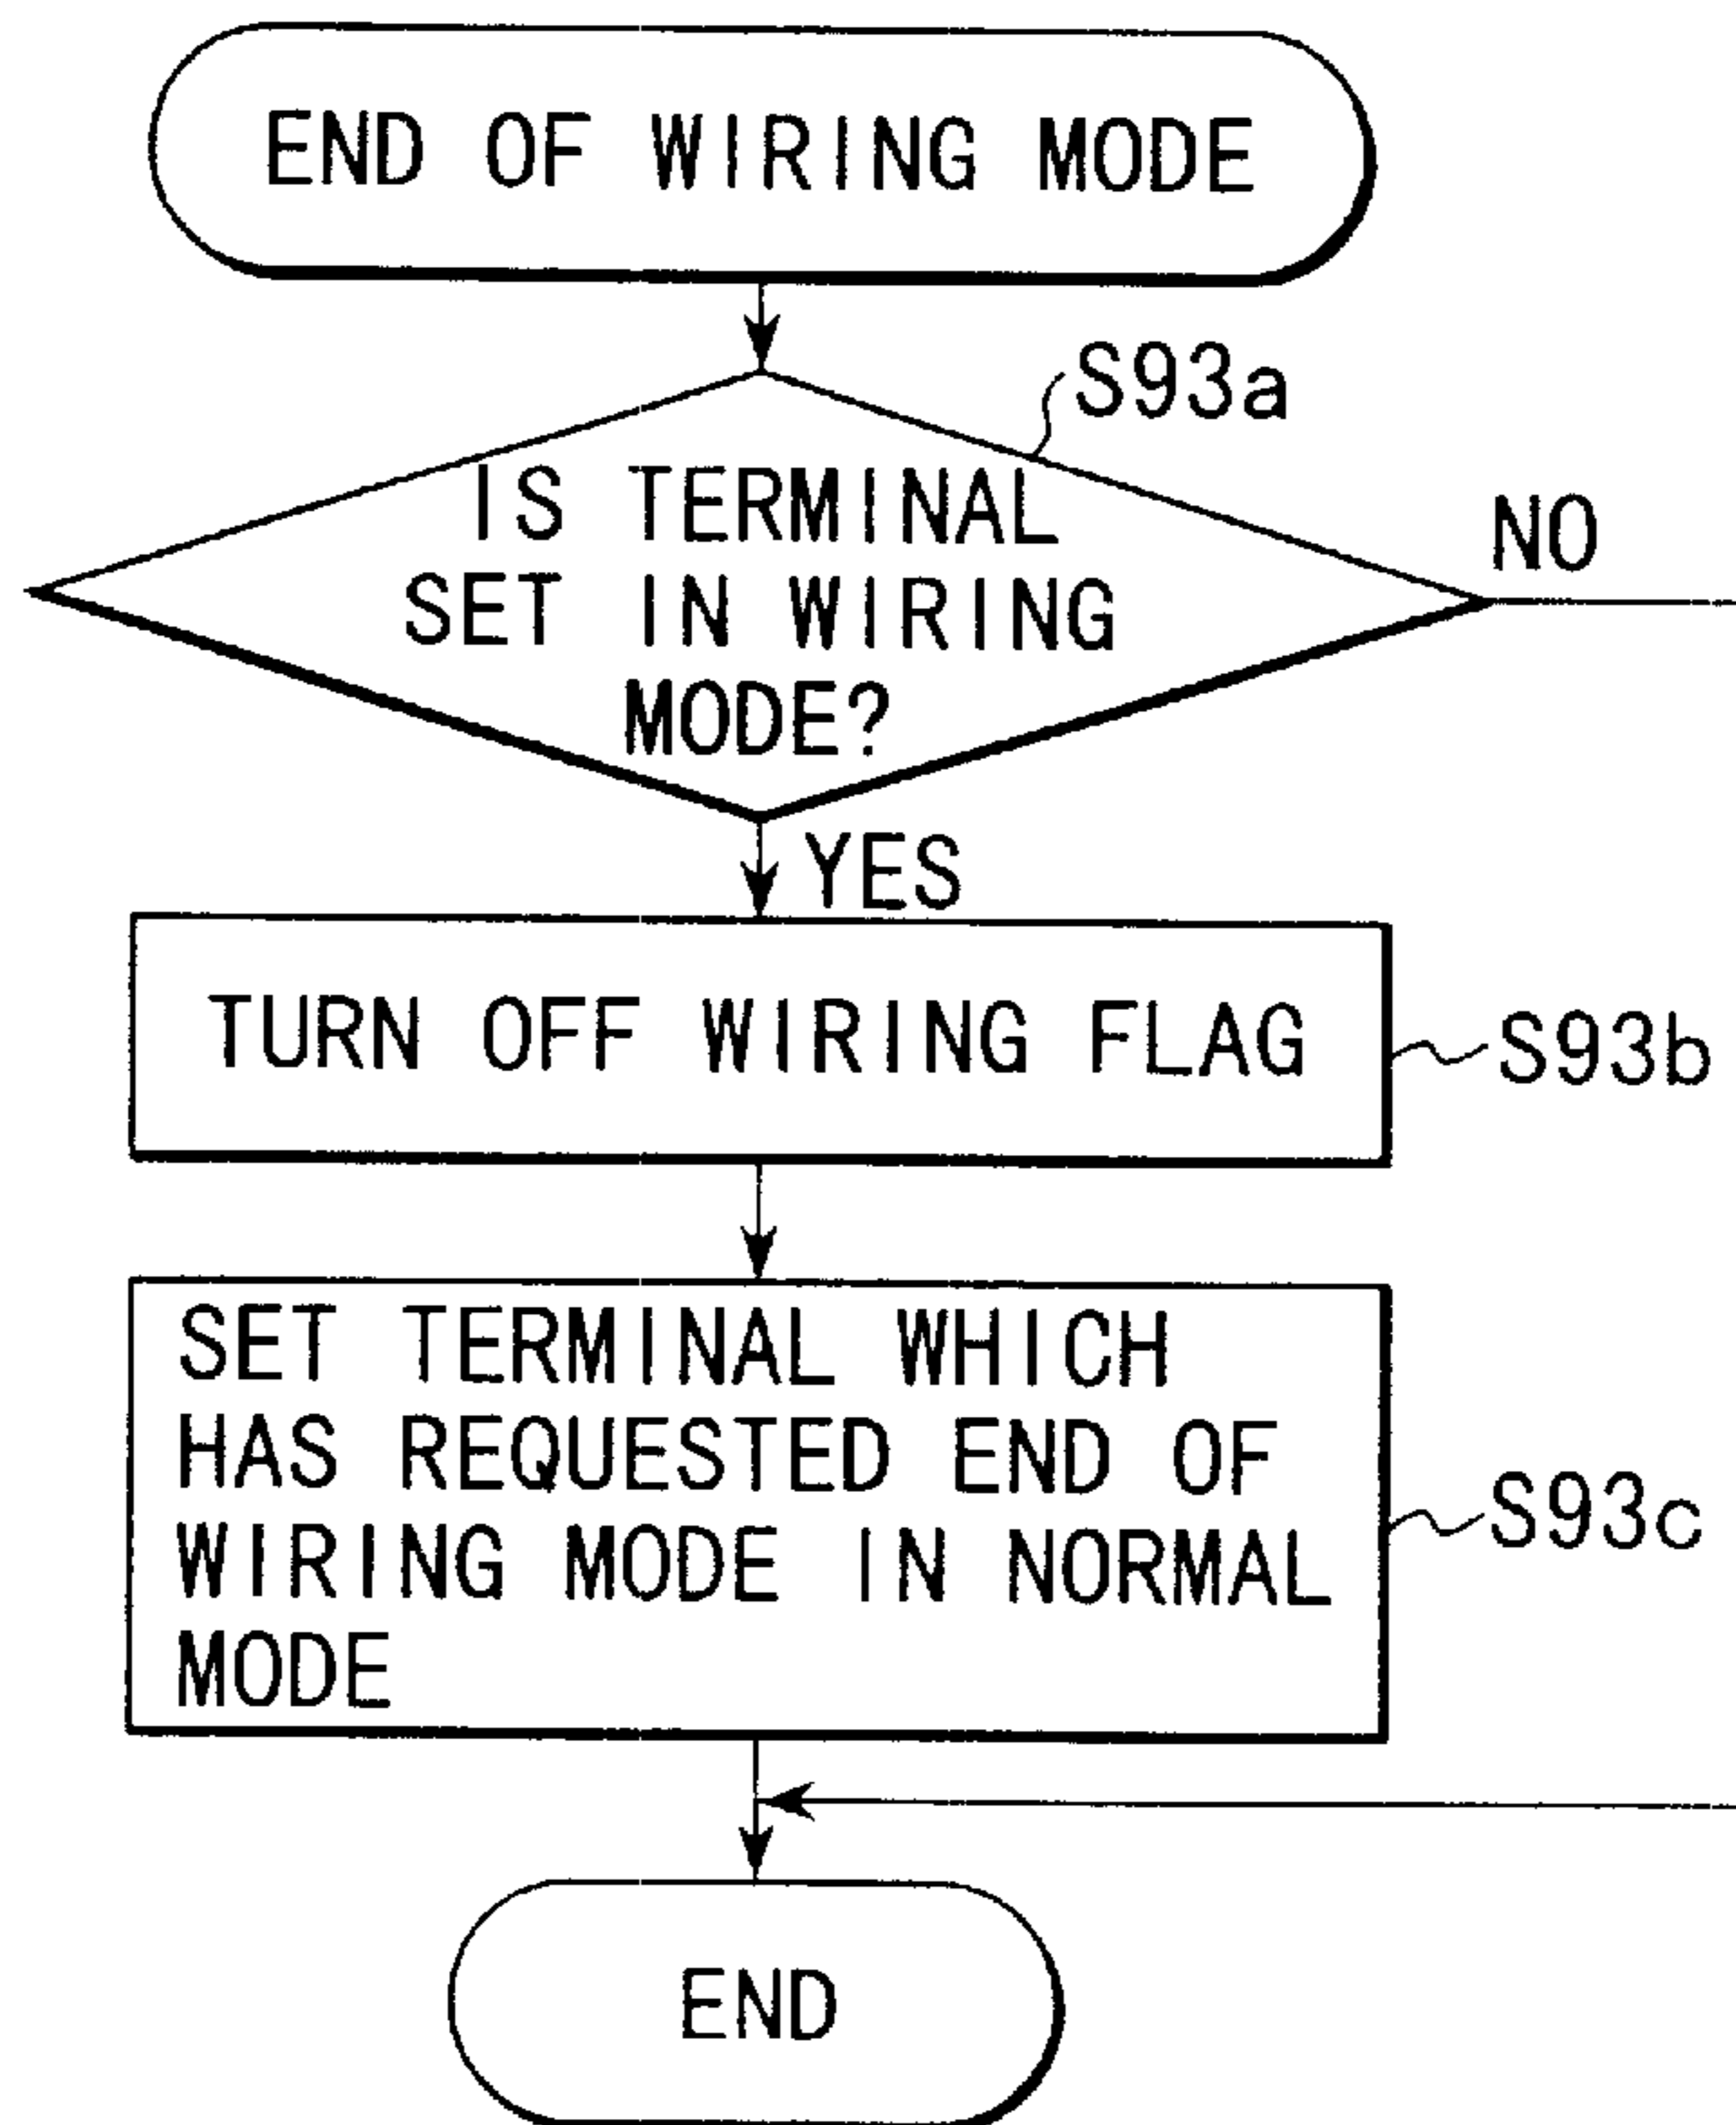 END OF WIRING MODE
S93a
IS TERMINAL
SET IN WIRING
MODE?
NO
YES
TURN OFF WIRING FLAG
S93b
SET TERMINAL WHICH
HAS REQUESTED END OF
WIRING MODE IN NORMAL
MODE
S93c
END